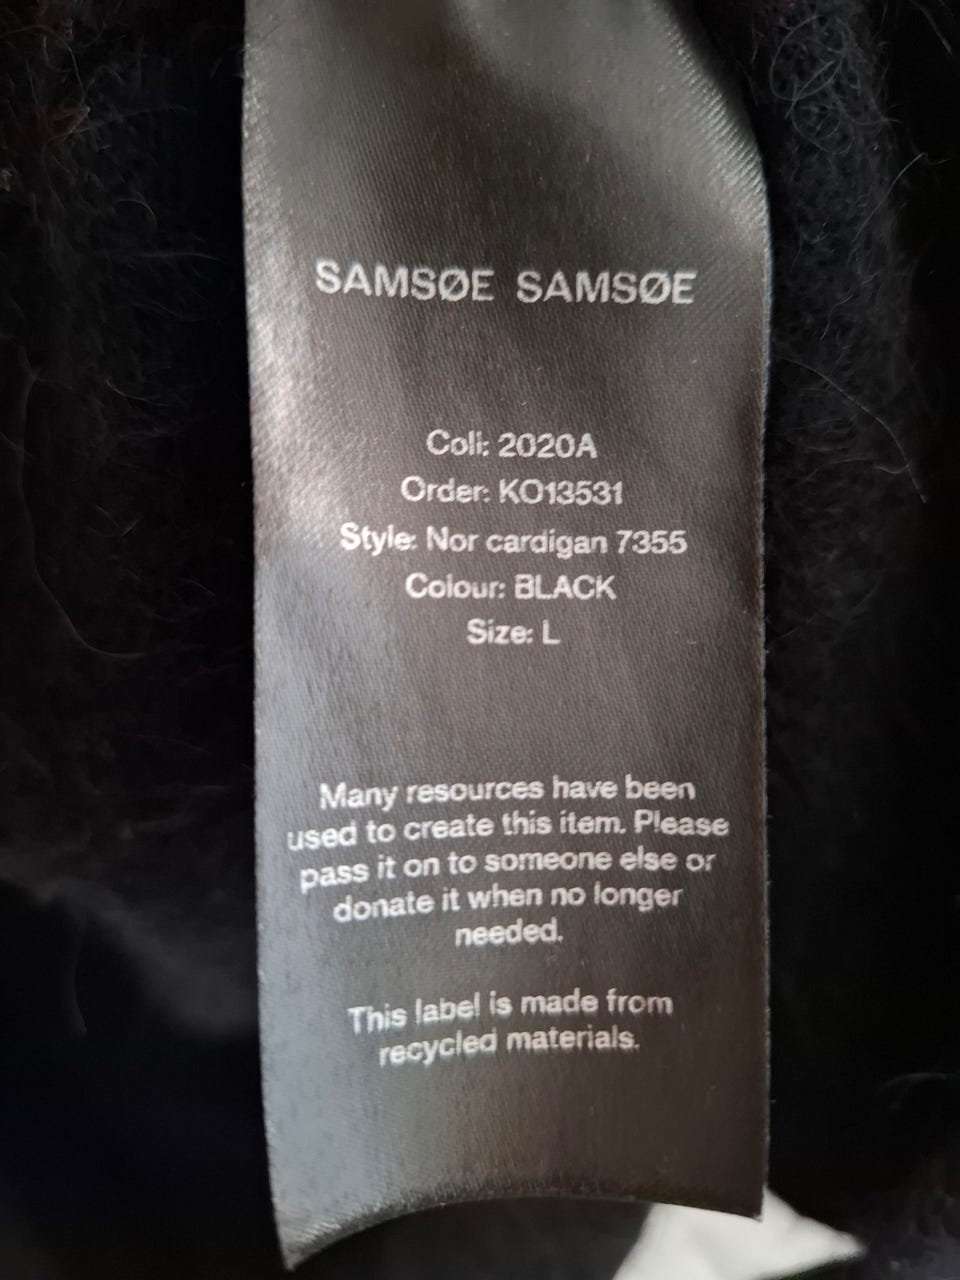 SAMSØE SAMSØE
Coll: 2020A
Order: KO13531
Style: Nor cardigan 7355
Colour: BLACK
Size: L
Many resources have been
used to create this item. Please
pass it on to someone else or
donate it when no longer
needed.
This label is made from
recycled materials.